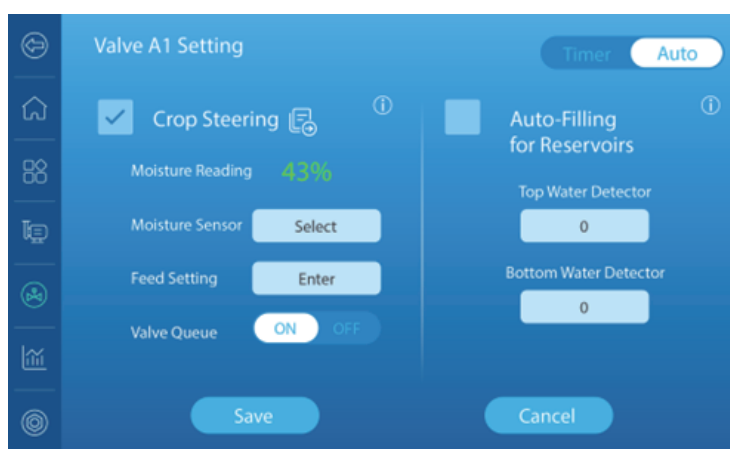 Valve A1 Setting
Timer
Auto
Crop Steering
Moisture Reading 43%
Moisture Sensor Select
Feed Setting Enter
Valve Queue ON OFF
Auto-Filling
for Reservoirs
Top Water Detector
0
Bottom Water Detector
0
Save
Cancel